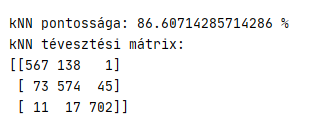 kNN pontossága: 86.60714285714286 %
kNN tévesztési mátrix:
[[567 138   1]
 [ 73 574  45]
 [ 11  17 702]]